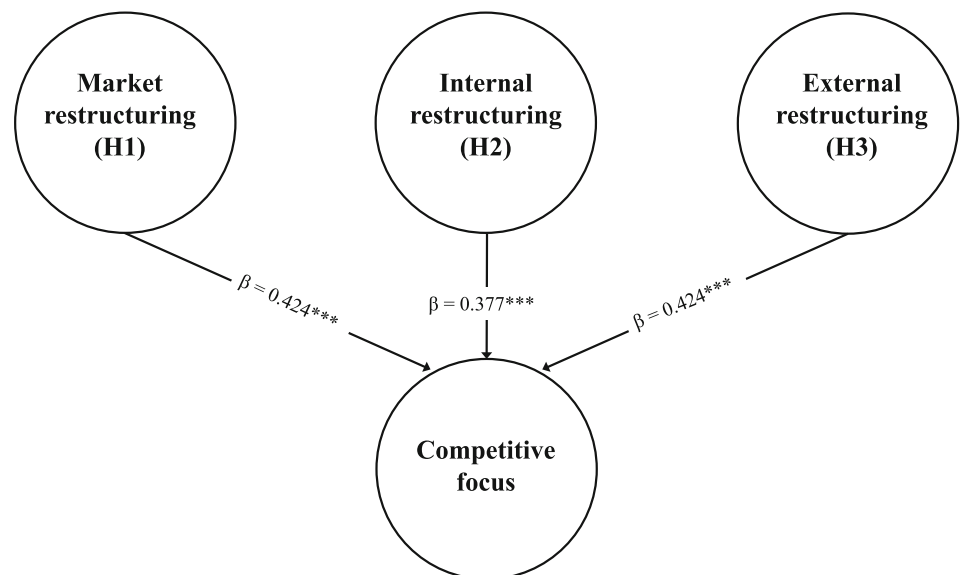 Market
restructuring
(H1)
Internal
restructuring
(H2)
External
restructuring
(H3)
β = 0.424***
β = 0.377***
β = 0.424***
Competitive
focus